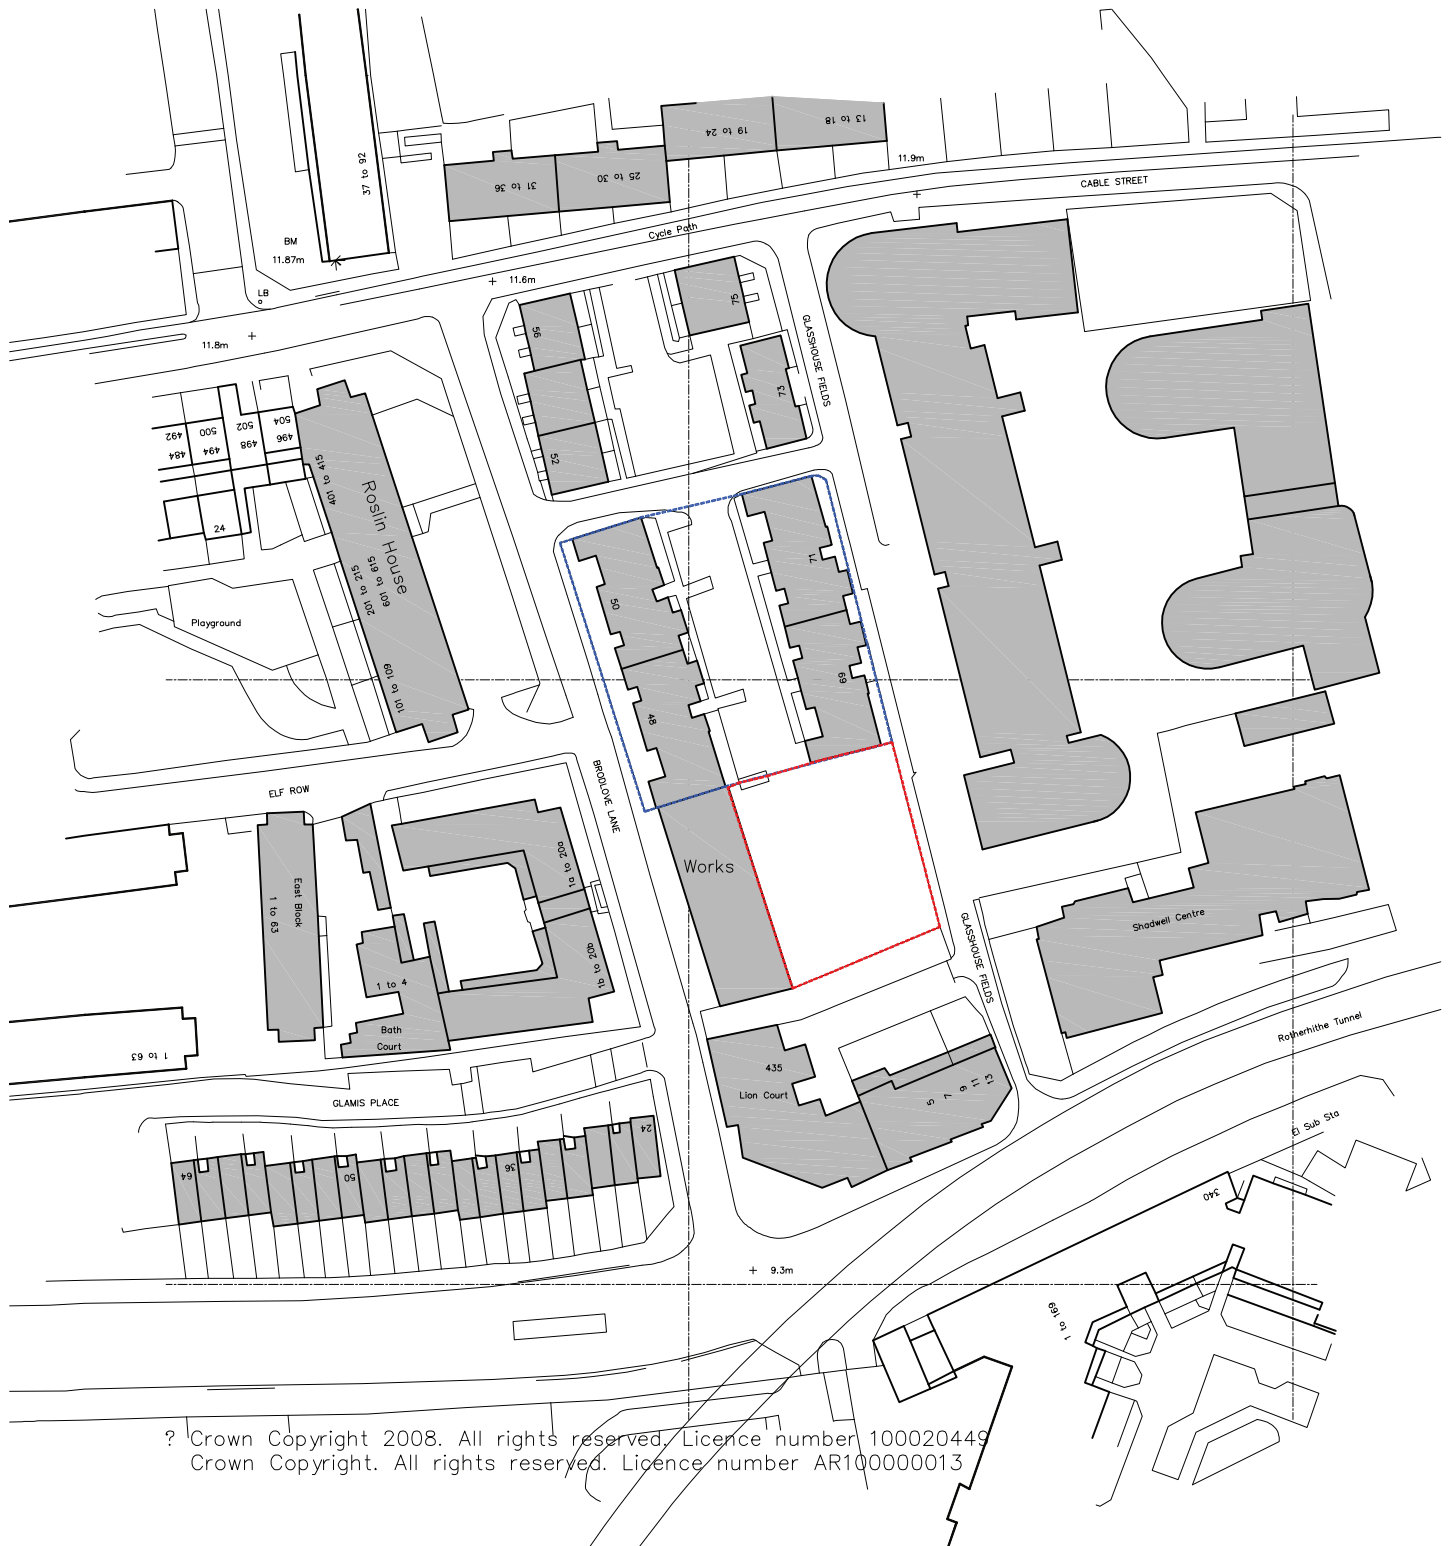 13 to 18
19 to 24
25 to 30
31 to 36
37 to 92
11.9m
CABLE STREET
Cycle Path
BM
11.87m
LB
11.6m
11.8m
56
75
GLASSHOUSE FIELDS
73
52
492
500
502
504
484
494
498
496
24
401 to 415
Roslin House
201 to 215
601 to 615
101 to 109
Playground
50
71
48
69
ELF ROW
BRODLOVE LANE
Works
1a to 20a
1b to 20b
East Block
1 to 63
1 to 4
Bath
Court
1 to 63
GLASSHOUSE FIELDS
Shadwell Centre
Rotherhithe Tunnel
435
Lion Court
5
7
9
11
13
GLAMIS PLACE
64
50
36
24
El Sub Sta
340
9.3m
1 to 169
? Crown Copyright 2008. All rights reserved. Licence number 100020449
Crown Copyright. All rights reserved. Licence number AR100000013